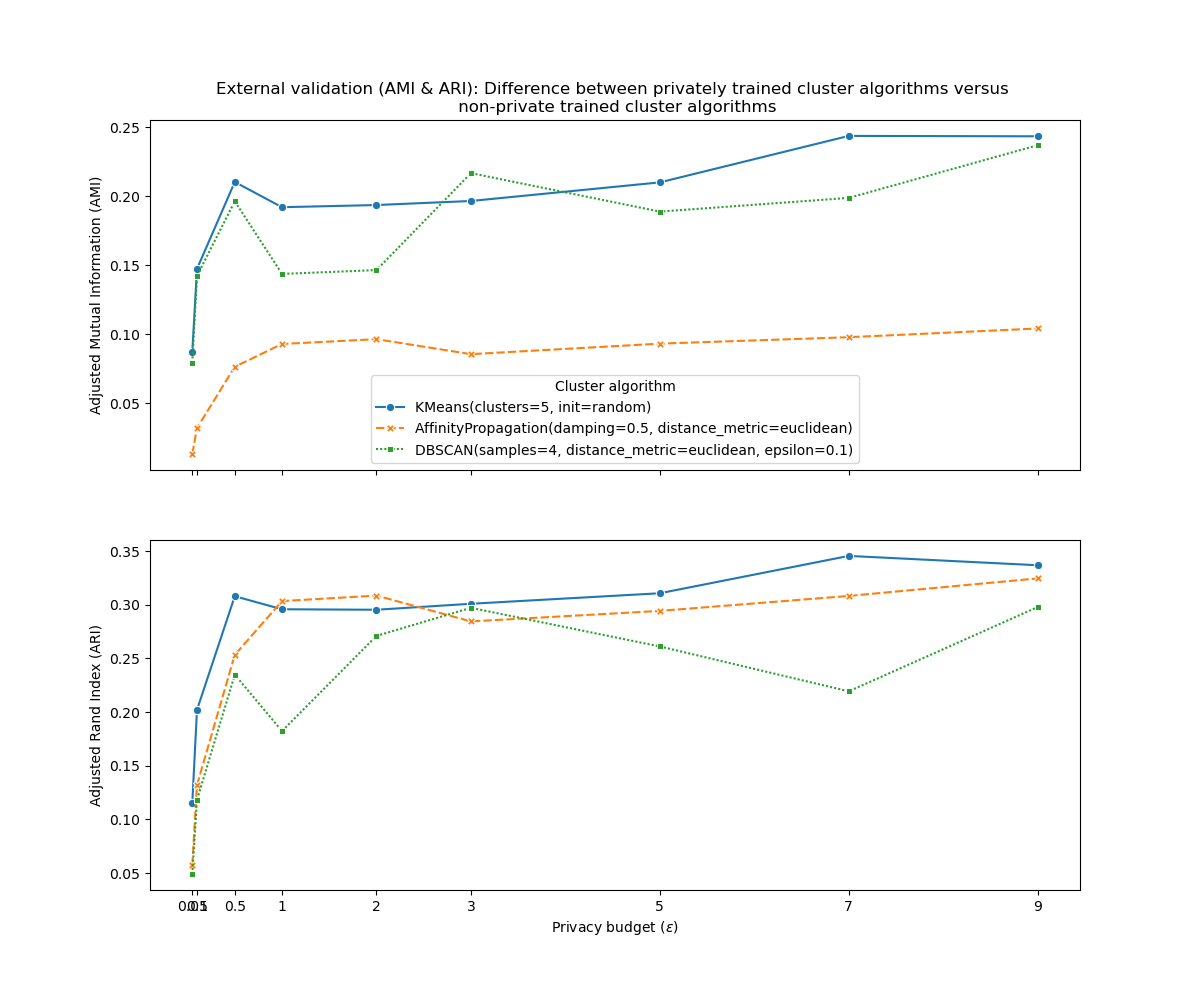 External validation (AMI & ARI): Difference between privately trained cluster algorithms versus
non-private trained cluster algorithms
0.25
0.20
0.15
0.10
0.05
Adjusted Mutual Information (AMI)
Cluster algorithm
KMeans(clusters=5, init=random)
AffinityPropagation(damping=0.5, distance_metric=euclidean)
DBSCAN(samples=4, distance_metric=euclidean, epsilon=0.1)
0.35
0.30
0.25
0.20
0.15
0.10
0.05
Adjusted Rand Index (ARI)
0.5 1 2 3 5 7 9
Privacy budget (ε)